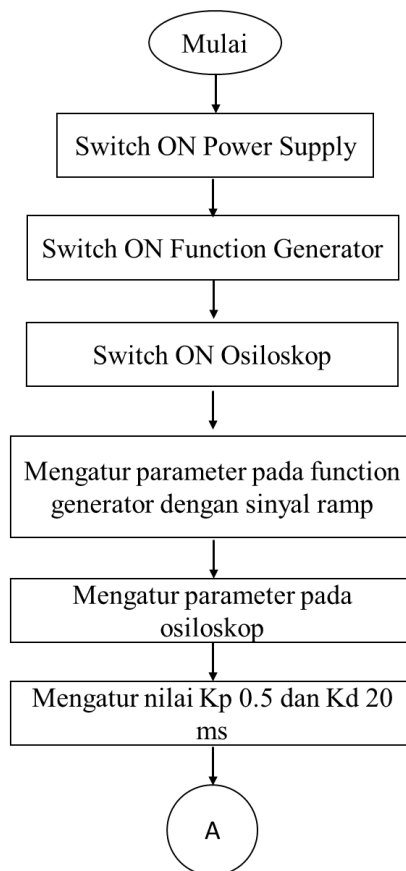 Mulai
Switch ON Power Supply
Switch ON Function Generator
Switch ON Osiloskop
Mengatur parameter pada function
generator dengan sinyal ramp
Mengatur parameter pada
osiloskop
Mengatur nilai Kp 0.5 dan Kd 20
ms
A